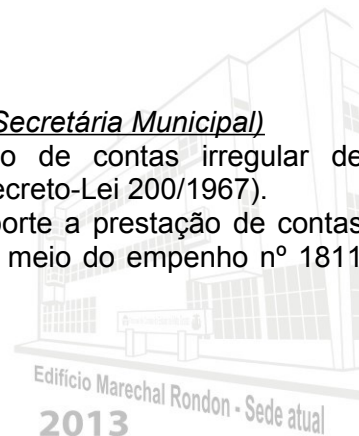 Secretária Municipal)
o de contas irregular de
ecreto-Lei 200/1967).
porte a prestação de contas
meio do empenho nº 1811
Edifício Marechal Rondon - Sede atual
2013